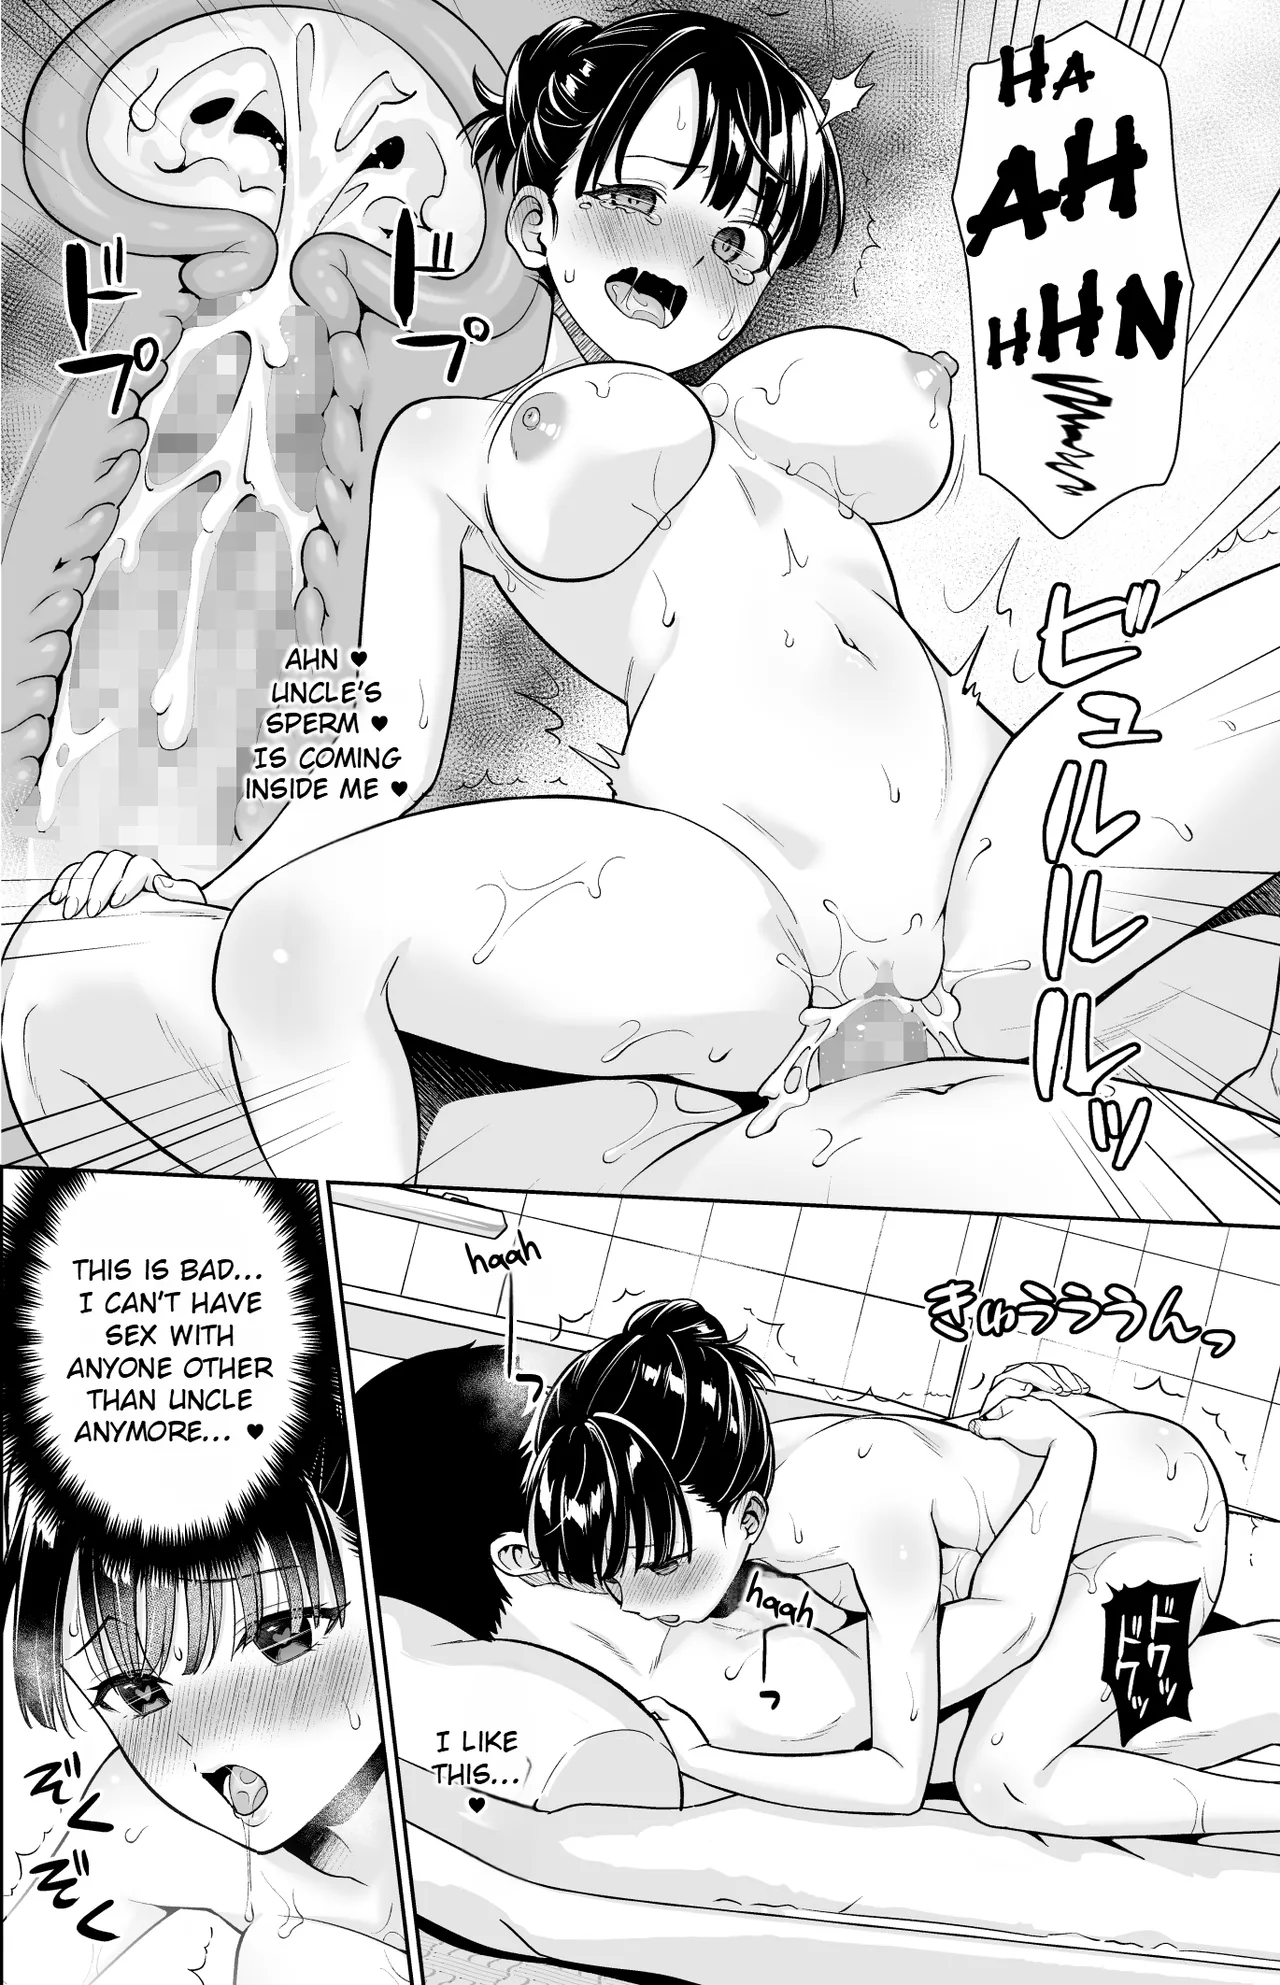 HA
AH
HHN
ドプ
ドプ
AHN ♥
UNCLE'S
SPERM ♥
IS COMING
INSIDE ME ♥
ビュルルルルッ
THIS IS BAD...
I CAN'T HAVE
SEX WITH
ANYONE OTHER
THAN UNCLE
ANYMORE... ♥
haah
きゅうううんっ
haah
ドクッ
ドクッ
I LIKE
THIS...
♥
ぞく
ぞく